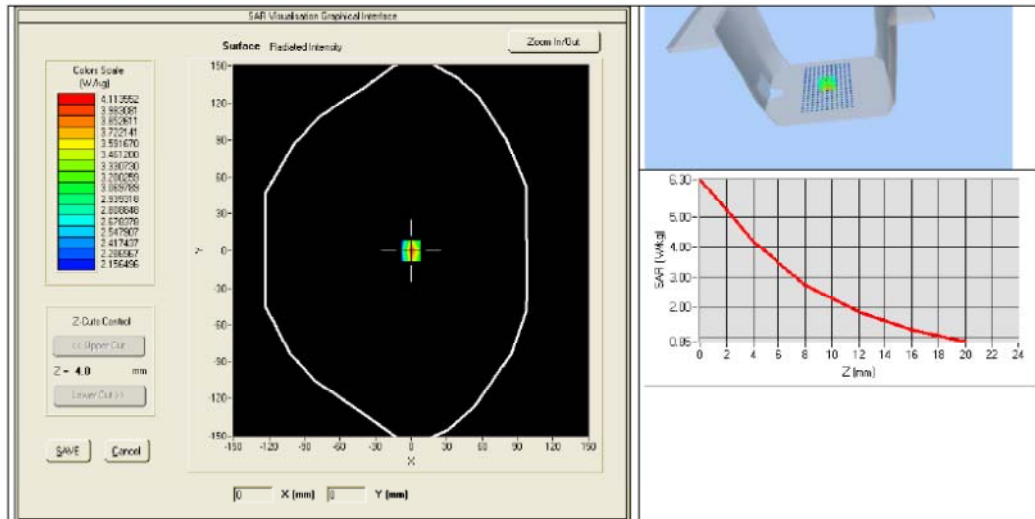 SAR Visualisation Graphical Interface
Surface Radiated Intensity
Zoom In/Out
Colors Scale
(W/kg)
4.113552
3.983081
3.852611
3.722141
3.591670
3.461200
3.330730
3.200259
3.069789
2.939318
2.808848
2.678378
2.547907
2.417437
2.286967
2.156496
150
120
90
60
30
0
-30
-60
-90
-120
-150
Y
-150 -120 -90 -60 -30 0 30 60 90 120 150
X
Z-Cuts Control
<< Upper Cut
Z = 4.0 mm
Lower Cut >>
SAVE Cancel
0 X (mm) 0 Y (mm)
6.30
5.00
4.00
3.00
2.00
0.85
SAR (W/kg)
0 2 4 6 8 10 12 14 16 18 20 22 24
Z (mm)